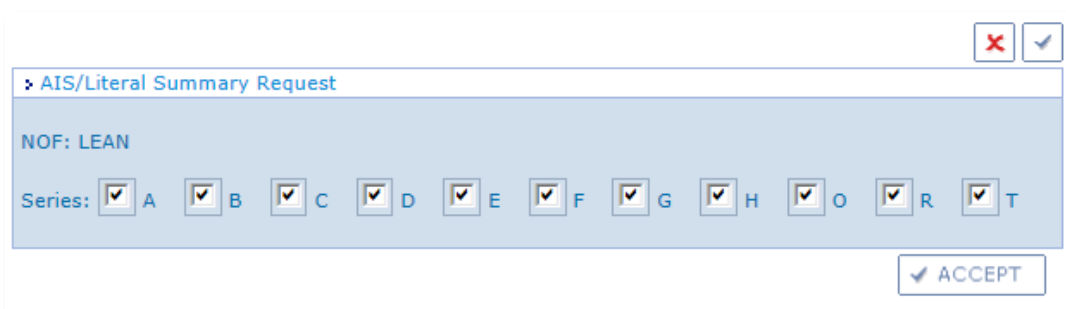 AIS/Literal Summary Request
NOF: LEAN
Series: A B C D E F G H O R T
ACCEPT